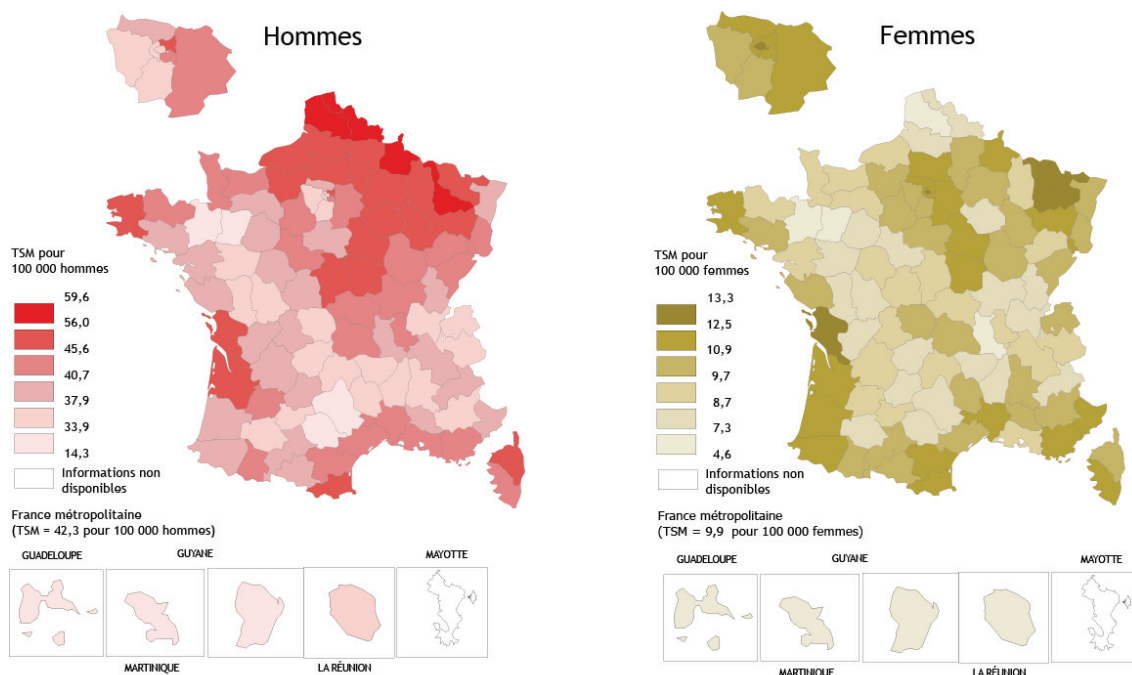 Hommes
TSM pour
100 000 hommes
59,6
56,0
45,6
40,7
37,9
33,9
14,3
Informations non
disponibles
France métropolitaine
(TSM = 42,3 pour 100 000 hommes)
GUADELOUPE
GUYANE
MAYOTTE
MARTINIQUE
LA RÉUNION
Femmes
TSM pour
100 000 femmes
13,3
12,5
10,9
9,7
8,7
7,3
4,6
Informations non
disponibles
France métropolitaine
(TSM = 9,9 pour 100 000 femmes)
GUADELOUPE
GUYANE
MAYOTTE
MARTINIQUE
LA RÉUNION